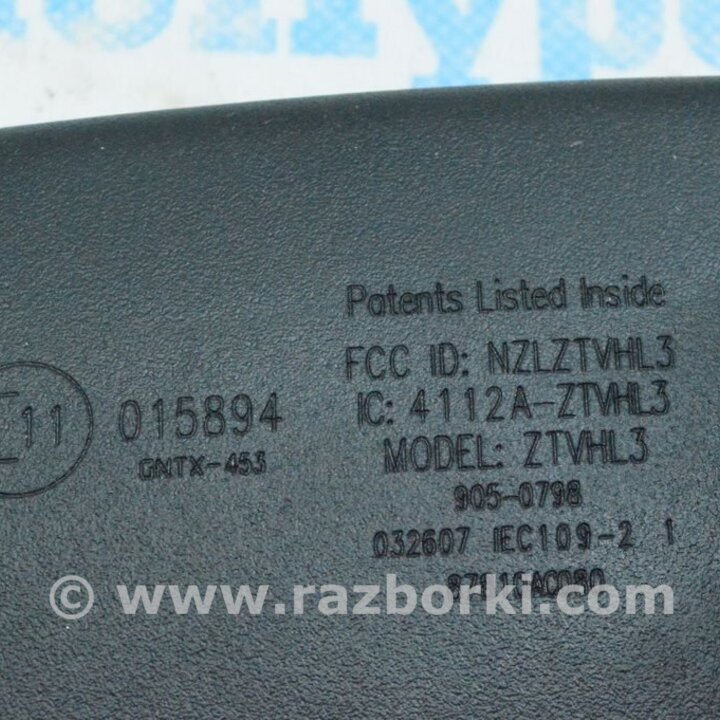 Patents Listed Inside
FCC ID: NZLZTVHL3
IC: 4112A-ZTVHL3
MODEL: ZTVHL3
E11
015894
GNTX-453
905-0798
032607 IEC109-2 1
© www.razborki.com